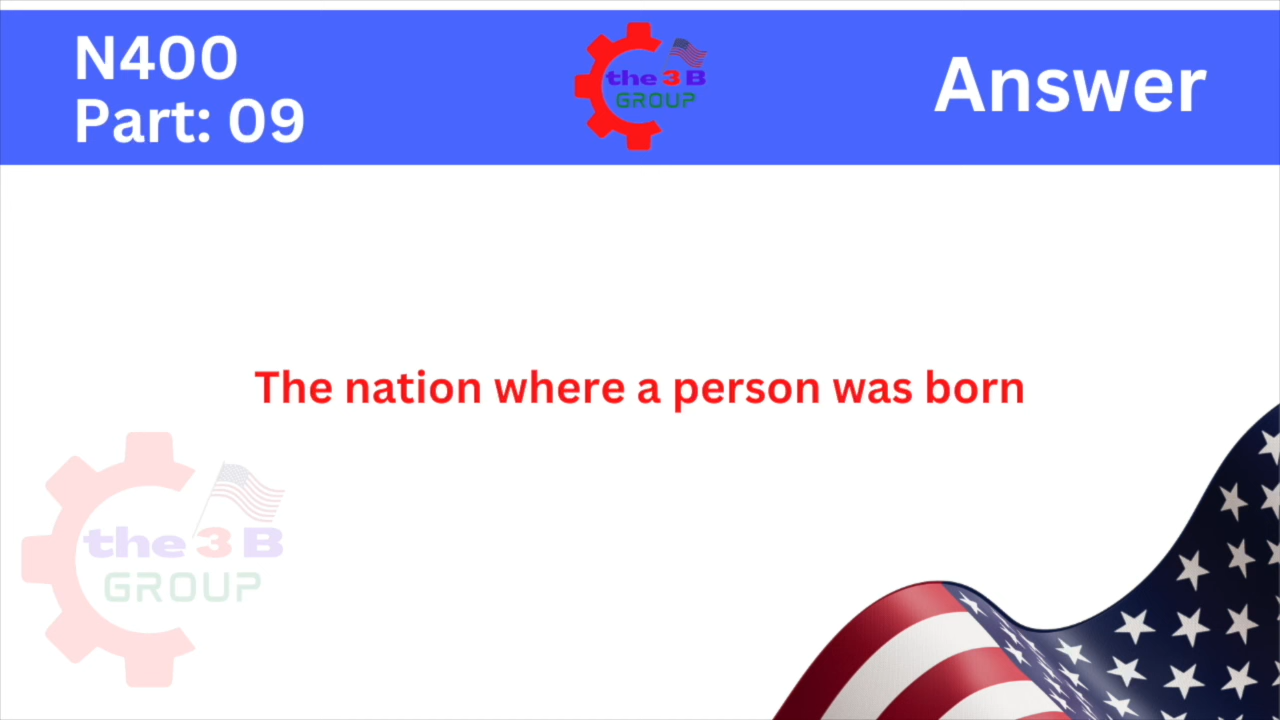 N400
Part: 09
the 3 B
GROUP
Answer
The nation where a person was born
the 3 B
GROUP